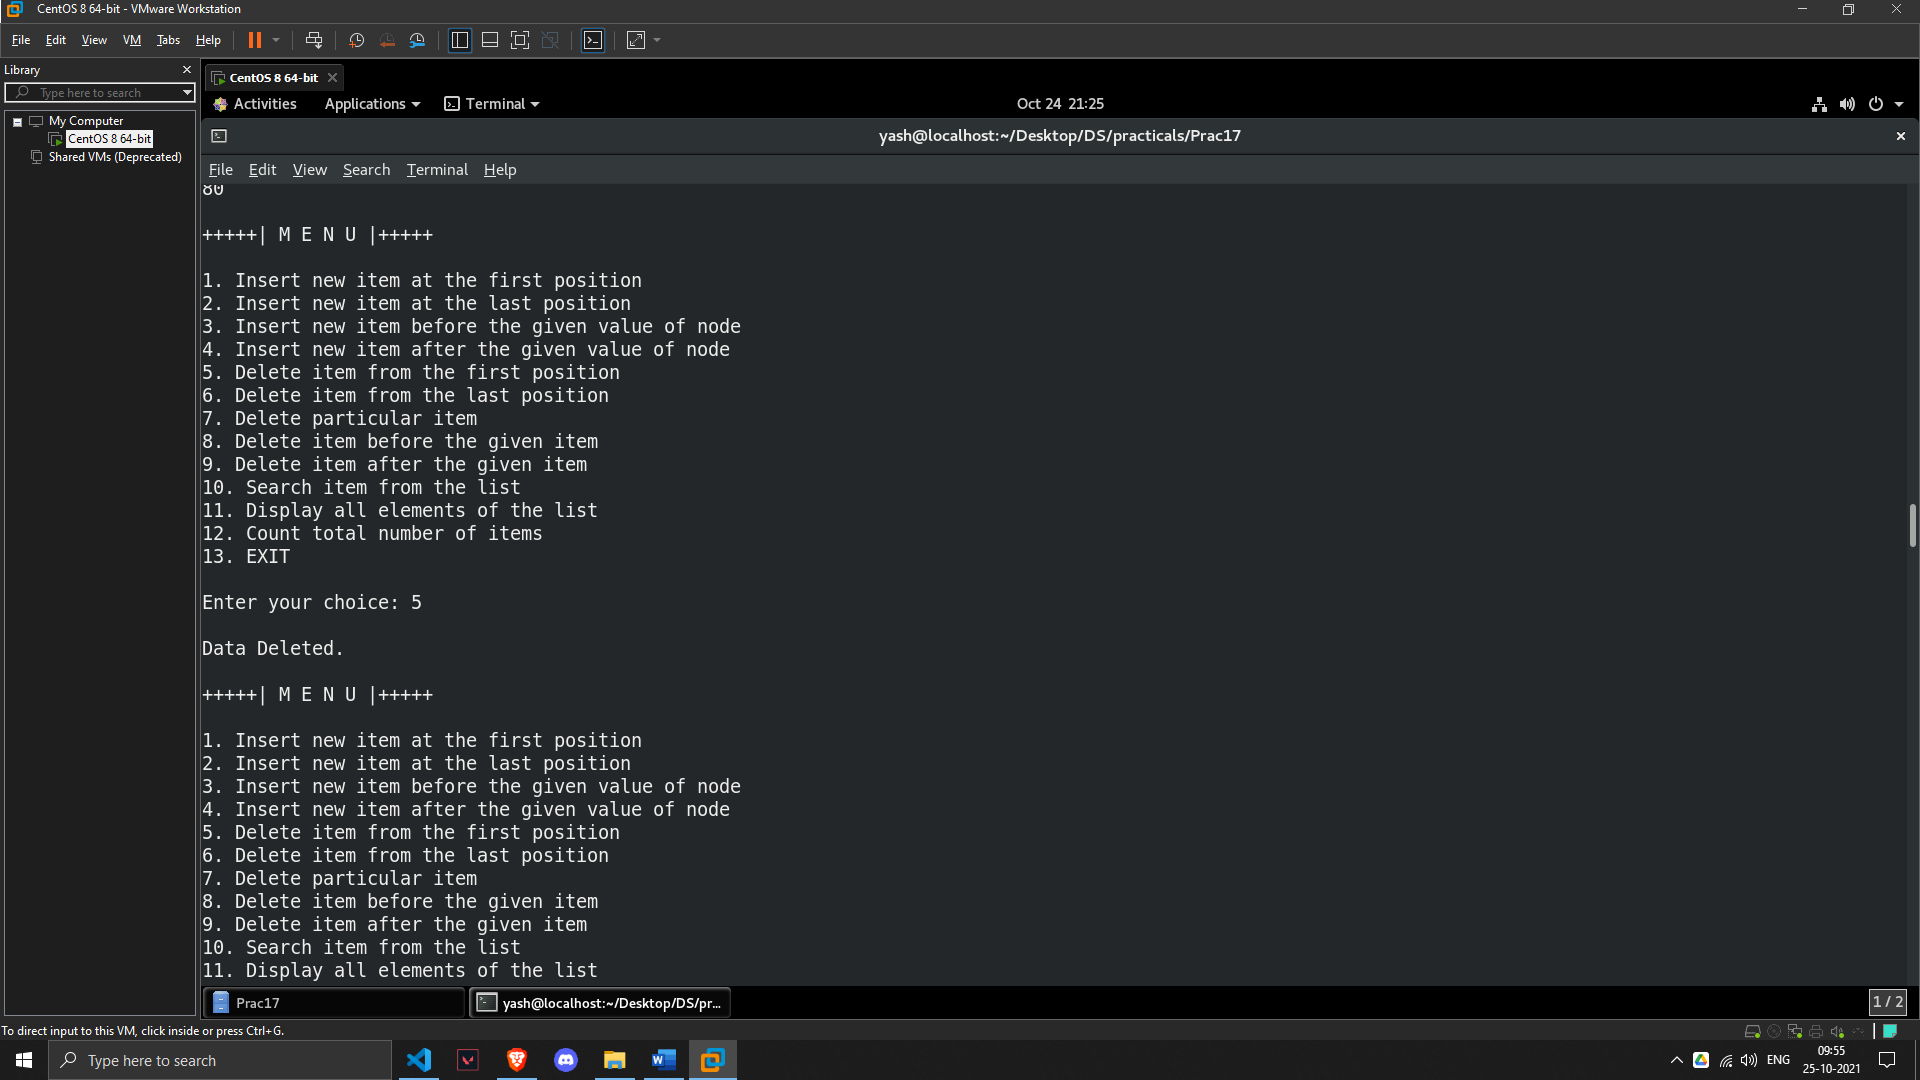 CentOS 8 64-bit - VMware Workstation
File Edit View VM Tabs Help
Library
Type here to search
My Computer
CentOS 8 64-bit
Shared VMs (Deprecated)
CentOS 8 64-bit
Activities Applications Terminal Oct 24 21:25
yash@localhost:~/Desktop/DS/practicals/Prac17
File Edit View Search Terminal Help
80
+++++| M E N U |+++++
1. Insert new item at the first position
2. Insert new item at the last position
3. Insert new item before the given value of node
4. Insert new item after the given value of node
5. Delete item from the first position
6. Delete item from the last position
7. Delete particular item
8. Delete item before the given item
9. Delete item after the given item
10. Search item from the list
11. Display all elements of the list
12. Count total number of items
13. EXIT
Enter your choice: 5
Data Deleted.
+++++| M E N U |+++++
1. Insert new item at the first position
2. Insert new item at the last position
3. Insert new item before the given value of node
4. Insert new item after the given value of node
5. Delete item from the first position
6. Delete item from the last position
7. Delete particular item
8. Delete item before the given item
9. Delete item after the given item
10. Search item from the list
11. Display all elements of the list
Prac17 yash@localhost:~/Desktop/DS/pr... 1 / 2
To direct input to this VM, click inside or press Ctrl+G.
Type here to search ENG 09:55
25-10-2021